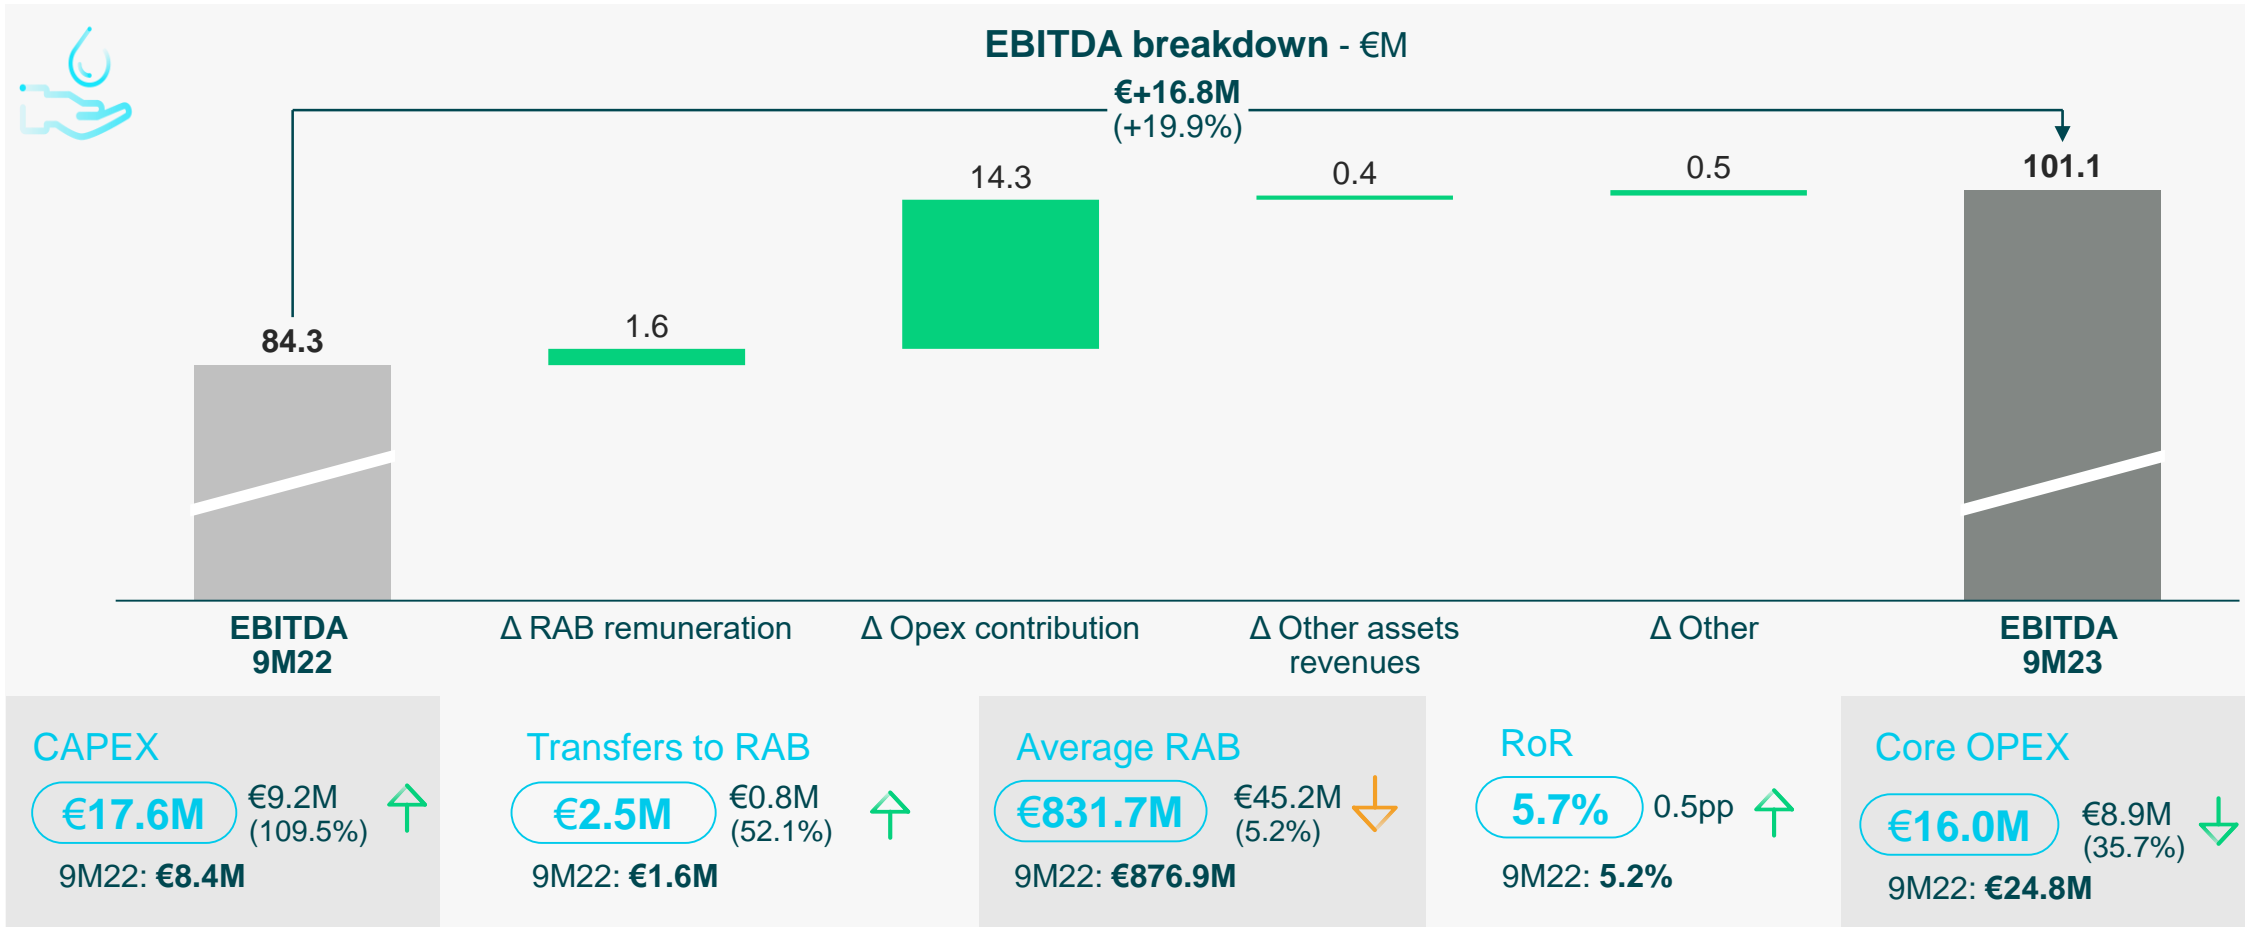 EBITDA breakdown - €M
€+16.8M
(+19.9%)
84.3
1.6
14.3
0.4
0.5
101.1
EBITDA
9M22
Δ RAB remuneration
Δ Opex contribution
Δ Other assets
revenues
Δ Other
EBITDA
9M23
CAPEX
€17.6M
€9.2M
(109.5%)
9M22: €8.4M
Transfers to RAB
€2.5M
€0.8M
(52.1%)
9M22: €1.6M
Average RAB
€831.7M
€45.2M
(5.2%)
9M22: €876.9M
RoR
5.7%
0.5pp
9M22: 5.2%
Core OPEX
€16.0M
€8.9M
(35.7%)
9M22: €24.8M